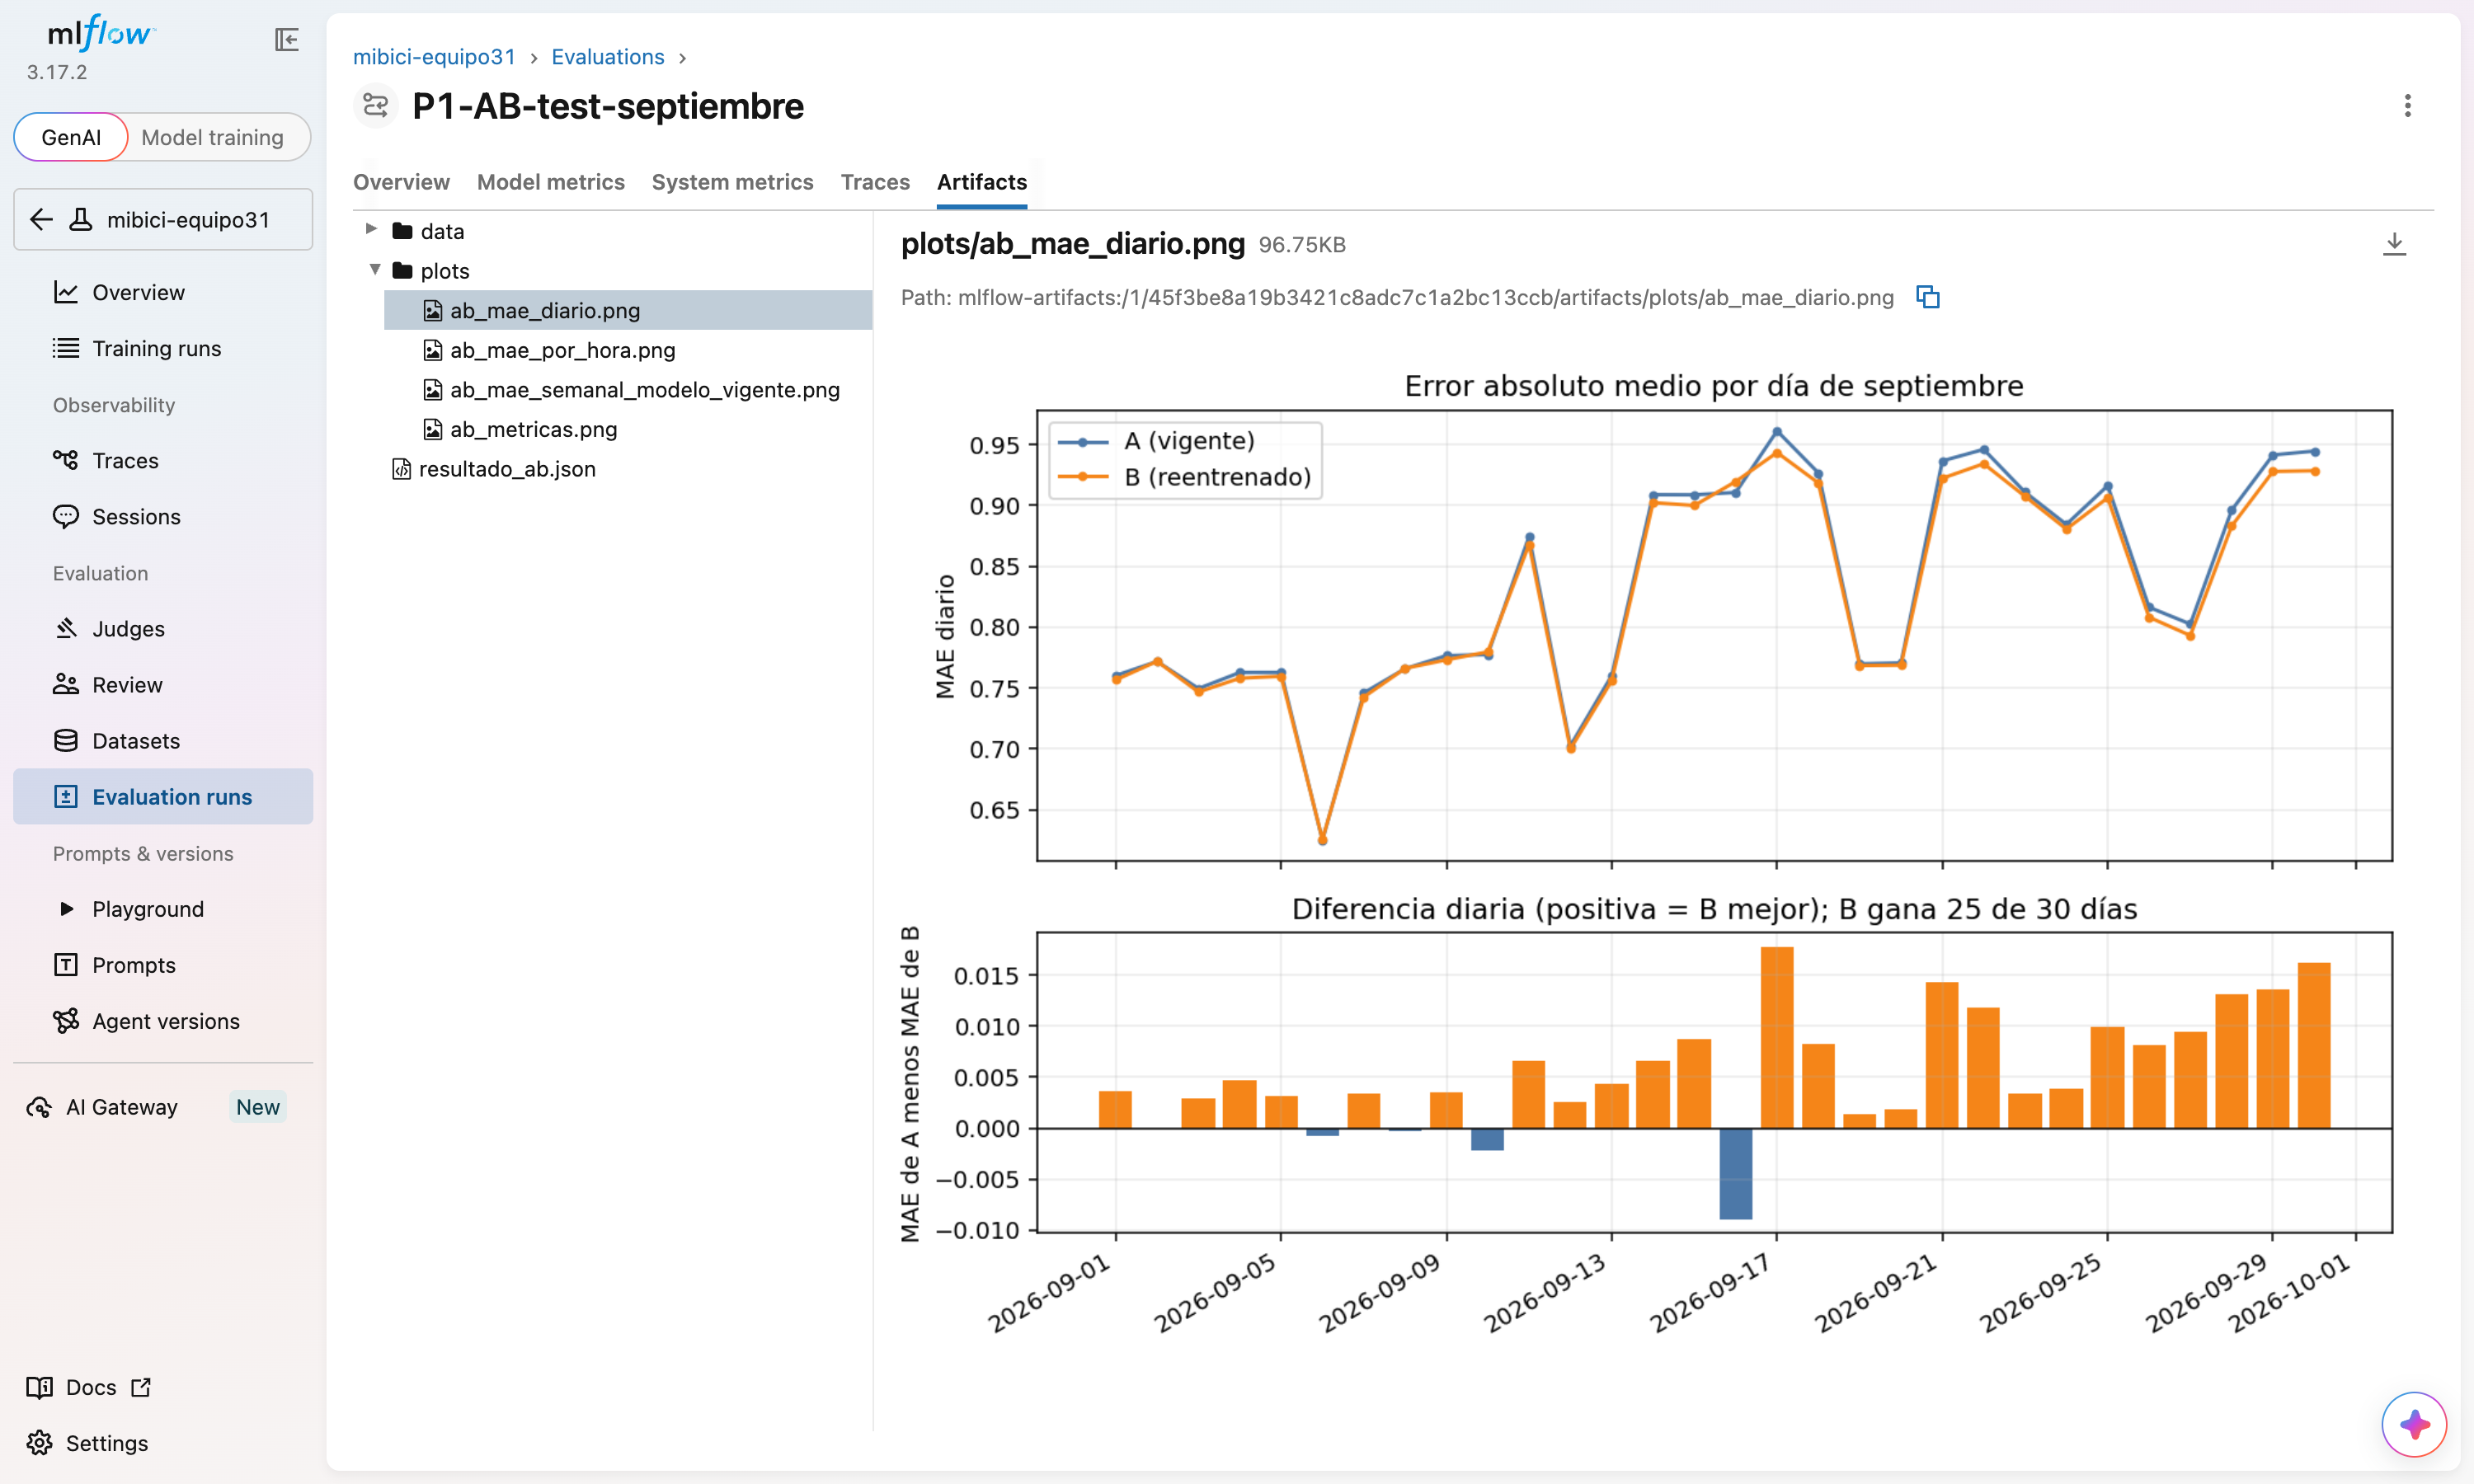 mlflow
3.17.2
GenAI
Model training
mibici-equipo31
Overview
Training runs
Observability
Traces
Sessions
Evaluation
Judges
Review
Datasets
Evaluation runs
Prompts & versions
Playground
Prompts
Agent versions
AI Gateway
New
Docs
Settings
mibici-equipo31 › Evaluations ›
P1-AB-test-septiembre
Overview
Model metrics
System metrics
Traces
Artifacts
data
plots
ab_mae_diario.png
ab_mae_por_hora.png
ab_mae_semanal_modelo_vigente.png
ab_metricas.png
resultado_ab.json
plots/ab_mae_diario.png 96.75KB
Path: mlflow-artifacts:/1/45f3be8a19b3421c8adc7c1a2bc13ccb/artifacts/plots/ab_mae_diario.png
Error absoluto medio por día de septiembre
A (vigente)
B (reentrenado)
MAE diario
0.95
0.90
0.85
0.80
0.75
0.70
0.65
Diferencia diaria (positiva = B mejor); B gana 25 de 30 días
MAE de A menos MAE de B
0.015
0.010
0.005
0.000
−0.005
−0.010
2026-09-01
2026-09-05
2026-09-09
2026-09-13
2026-09-17
2026-09-21
2026-09-25
2026-09-29
2026-10-01